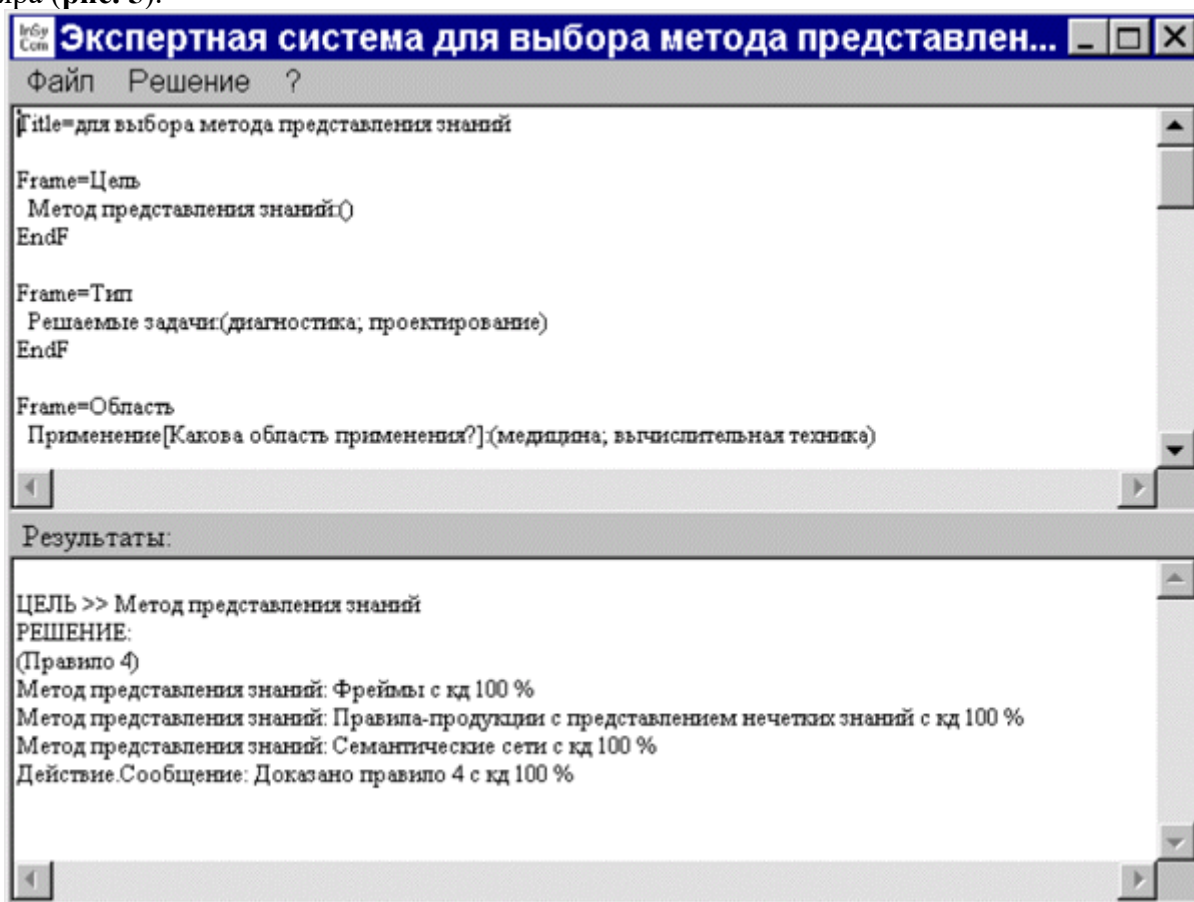 (рис. 3).
InSy
Com
Экспертная система для выбора метода представлен...
Файл Решение ?
Title=для выбора метода представления знаний
Frame=Цель
Метод представления знаний:()
EndF
Frame=Тип
Решаемые задачи:(диагностика; проектирование)
EndF
Frame=Область
Применение[Какова область применения?]:(медицина; вычислительная техника)
Результаты:
ЦЕЛЬ >> Метод представления знаний
РЕШЕНИЕ:
(Правило 4)
Метод представления знаний: Фреймы с кд 100 %
Метод представления знаний: Правила-продукции с представлением нечетких знаний с кд 100 %
Метод представления знаний: Семантические сети с кд 100 %
Действие.Сообщение: Доказано правило 4 с кд 100 %